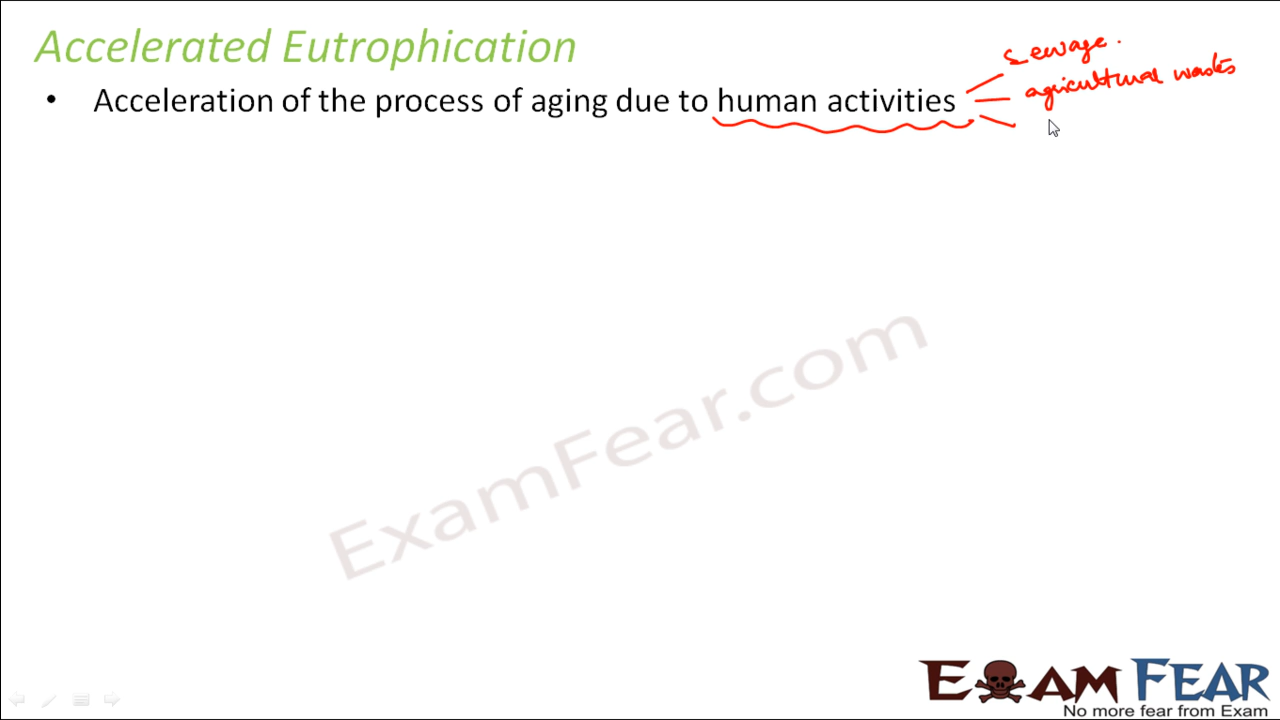 Accelerated Eutrophication
sewage.
agricultural wastes
• Acceleration of the process of aging due to human activities
ExamFear.com
EXAM FEAR
No more fear from Exam